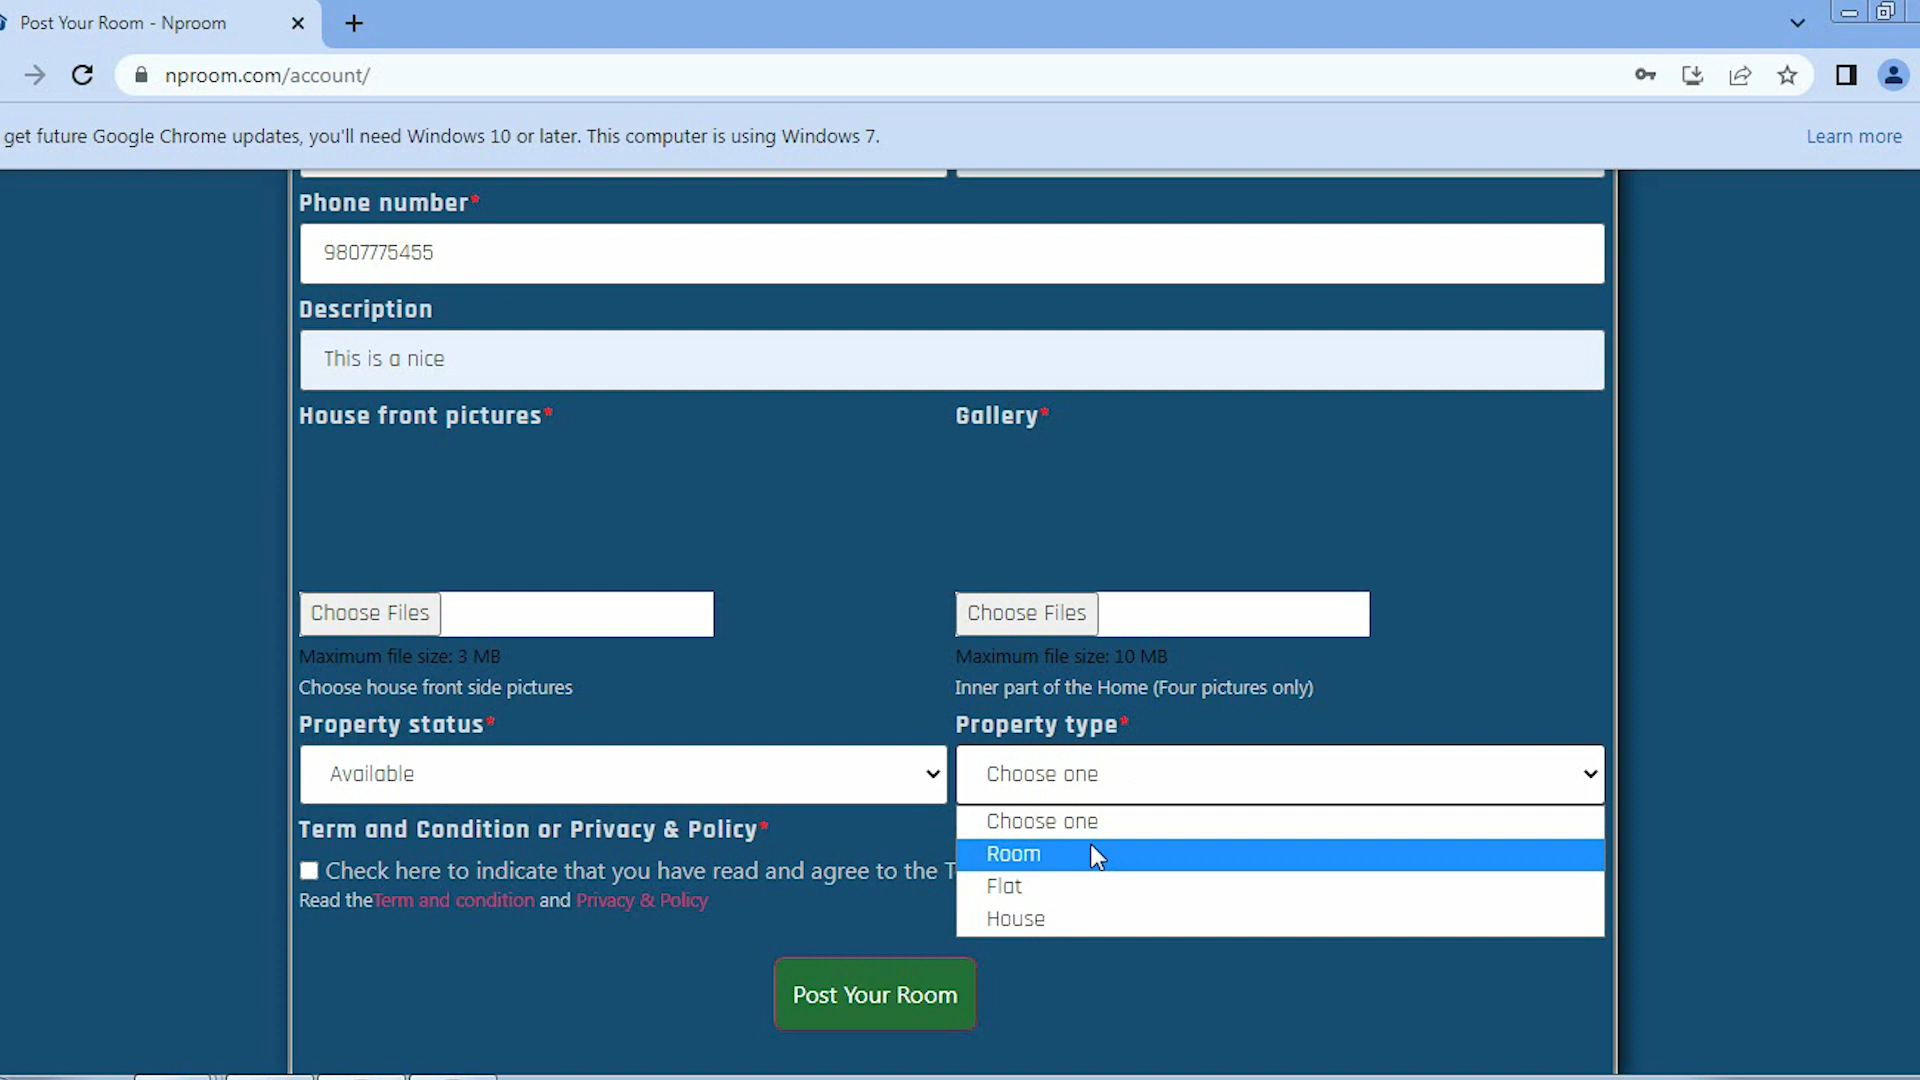 Post Your Room - Nproom
nproom.com/account/
get future Google Chrome updates, you'll need Windows 10 or later. This computer is using Windows 7.
Learn more
Phone number*
9807775455
Description
This is a nice
House front pictures*
Gallery*
Choose Files
Choose Files
Maximum file size: 3 MB
Maximum file size: 10 MB
Choose house front side pictures
Inner part of the Home (Four pictures only)
Property status*
Property type*
Available
Choose one
Choose one
Room
Flat
House
Term and Condition or Privacy & Policy*
Check here to indicate that you have read and agree to the T
Read theTerm and condition and Privacy & Policy
Post Your Room